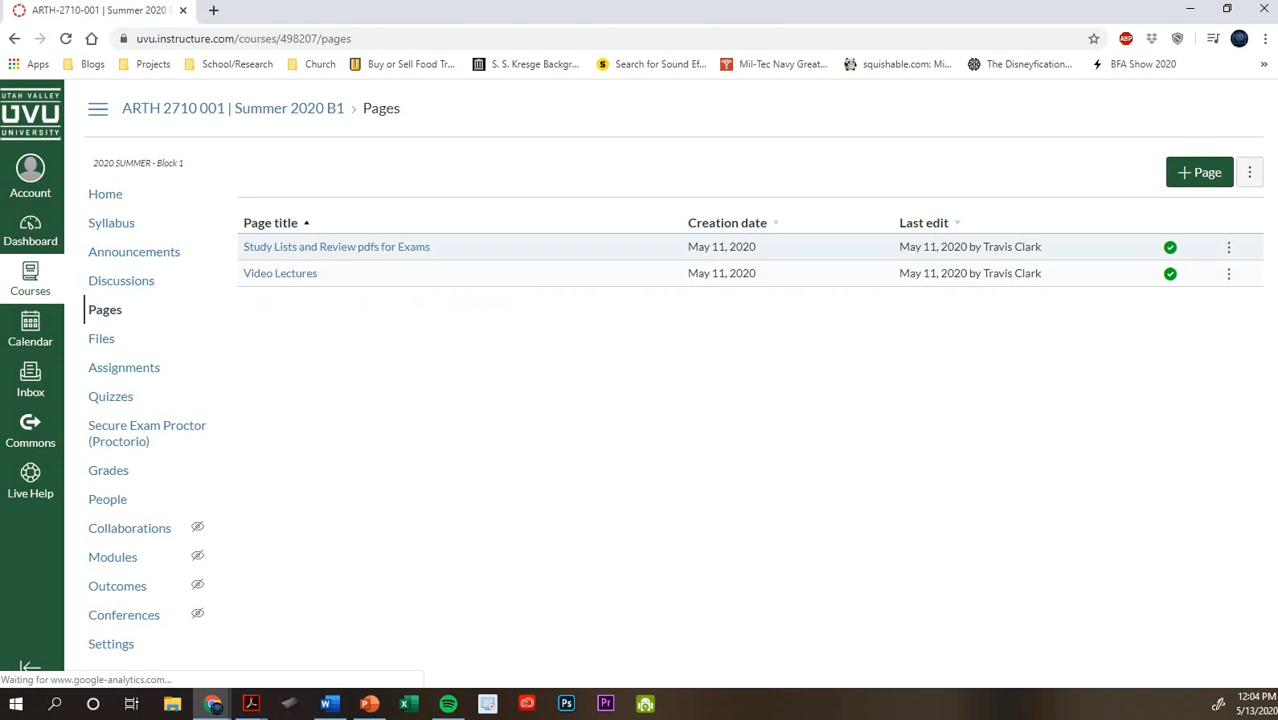 ARTH-2710-001 | Summer 2020
uvu.instructure.com/courses/498207/pages
ABP
Apps
Blogs
Projects
School/Research
Church
Buy or Sell Food Tr...
S. S. Kresge Backgr...
Search for Sound Ef...
Mil-Tec Navy Great...
squishable.com: Mi...
The Disneyfication...
BFA Show 2020
»
UTAH VALLEY
UVU
UNIVERSITY
Account
Dashboard
Courses
Calendar
Inbox
Commons
Live Help
ARTH 2710 001 | Summer 2020 B1 > Pages
2020 SUMMER - Block 1
Home
Syllabus
Announcements
Discussions
Pages
Files
Assignments
Quizzes
Secure Exam Proctor
(Proctorio)
Grades
People
Collaborations
Modules
Outcomes
Conferences
Settings
+ Page
Page title Creation date Last edit
Study Lists and Review pdfs for Exams May 11, 2020 May 11, 2020 by Travis Clark
Video Lectures May 11, 2020 May 11, 2020 by Travis Clark
Waiting for www.google-analytics.com...
Ps
Pr
12:04 PM
5/13/2020